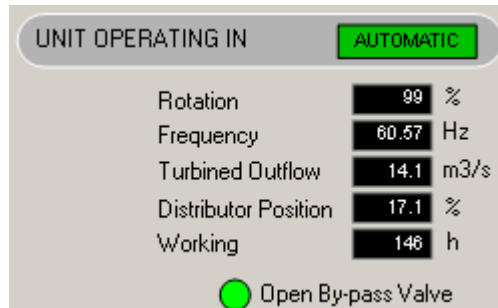 UNIT OPERATING IN AUTOMATIC
Rotation 99 %
Frequency 60.57 Hz
Turbined Outflow 14.1 m3/s
Distributor Position 17.1 %
Working 146 h
Open By-pass Valve